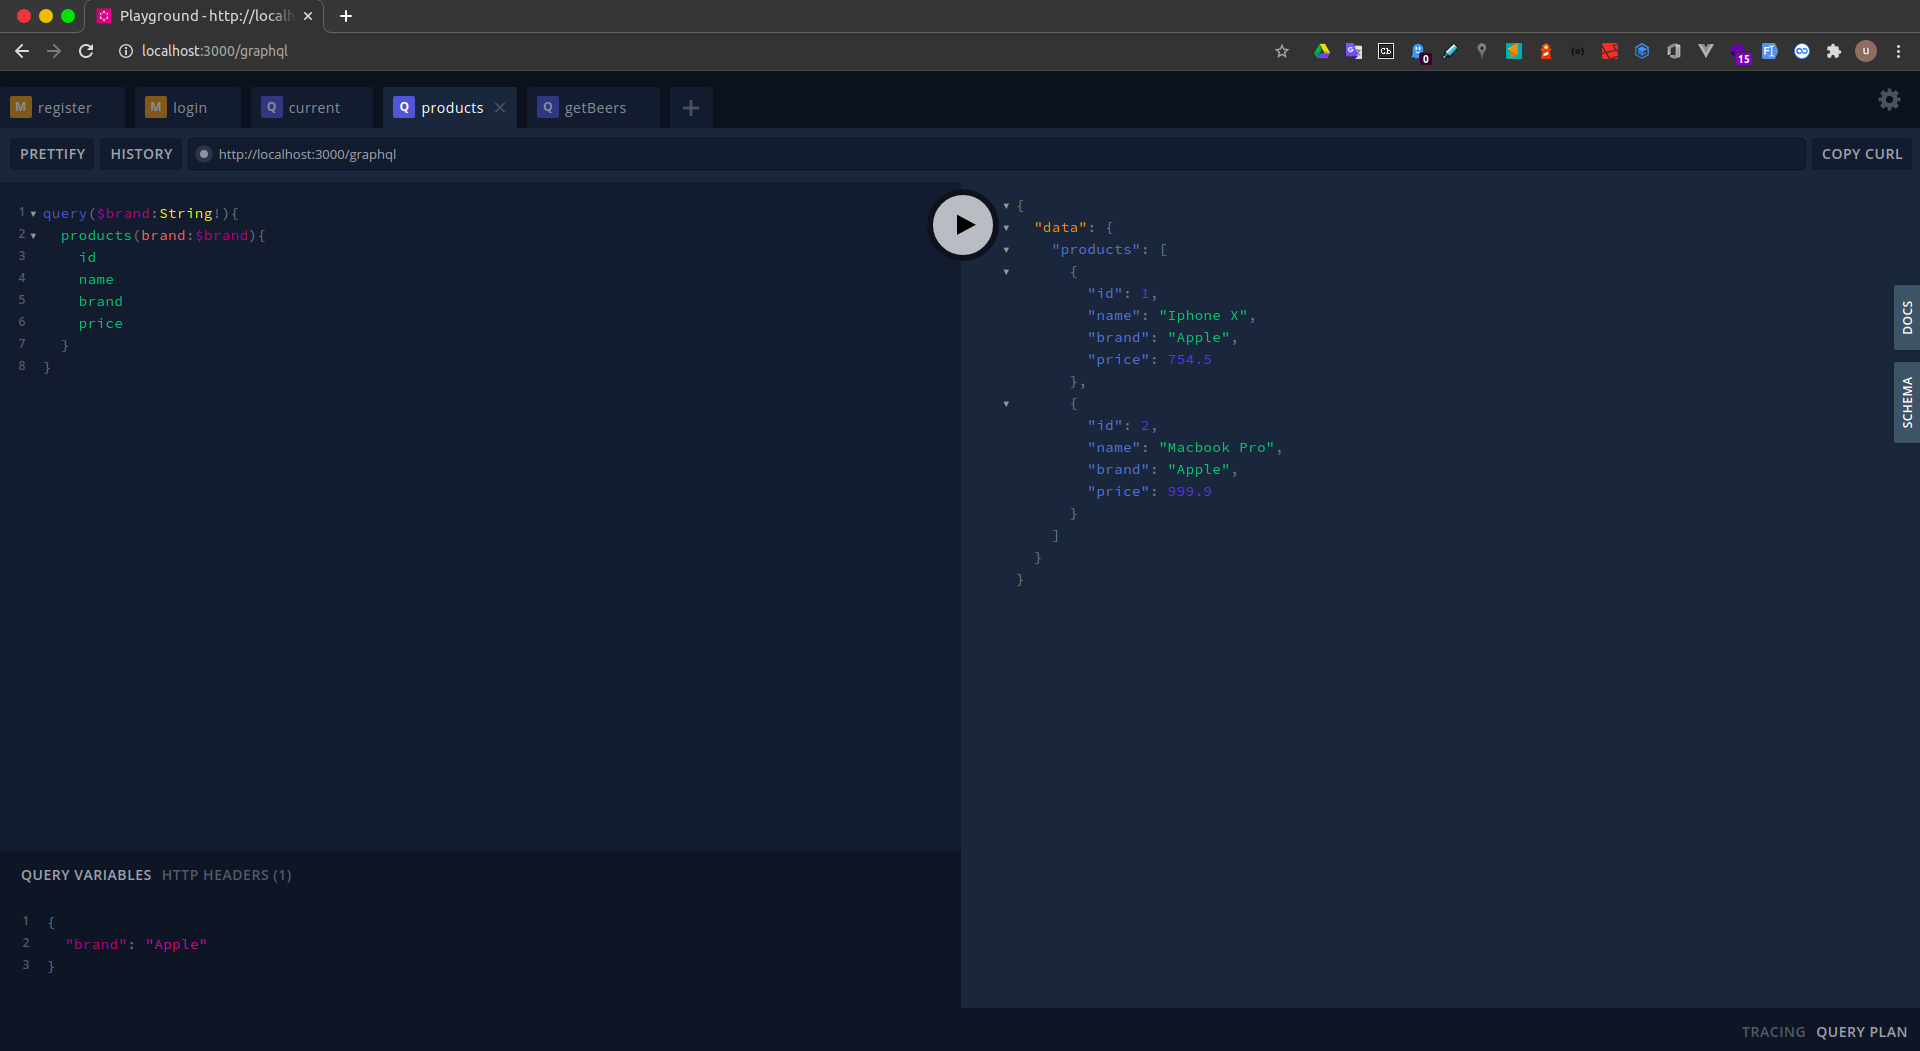 Playground - http://localh
localhost:3000/graphql
0
15
u
M register
M login
Q current
Q products
Q getBeers
PRETTIFY
HISTORY
http://localhost:3000/graphql
COPY CURL
1 query($brand:String!){
2 products(brand:$brand){
3 id
4 name
5 brand
6 price
7 }
8 }
{
"data": {
"products": [
{
"id": 1,
"name": "Iphone X",
"brand": "Apple",
"price": 754.5
},
{
"id": 2,
"name": "Macbook Pro",
"brand": "Apple",
"price": 999.9
}
]
}
}
DOCS
SCHEMA
QUERY VARIABLES HTTP HEADERS (1)
1 {
2 "brand": "Apple"
3 }
TRACING QUERY PLAN